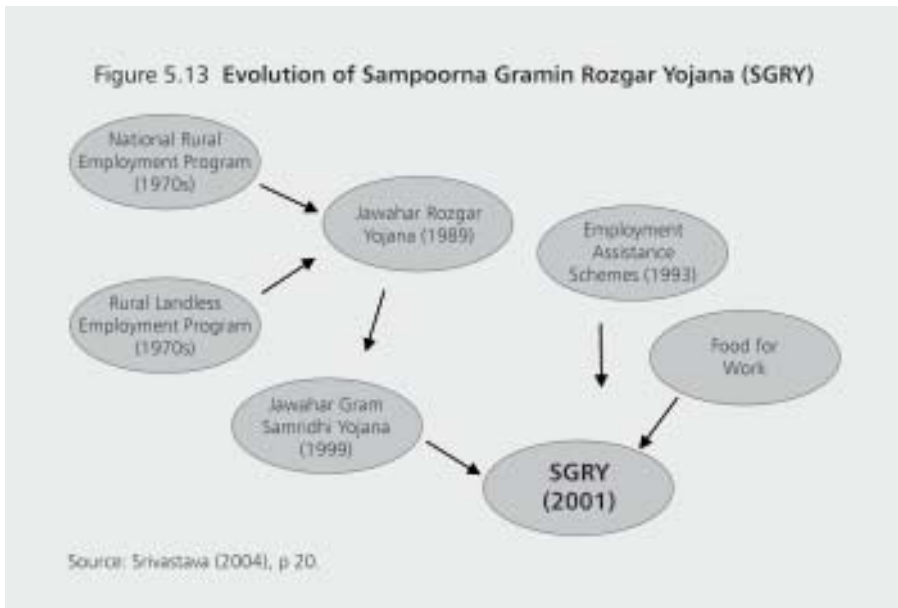 Figure 5.13 Evolution of Sampoorna Gramin Rozgar Yojana (SGRY)
National Rural
Employment Program
(1970s)
Jawahar Rozgar
Yojana (1989)
Employment
Assistance
Schemes (1993)
Rural Landless
Employment Program
(1970s)
Food for
Work
Jawahar Gram
Samridhi Yojana
(1999)
SGRY
(2001)
Source: Srivastava (2004), p 20.